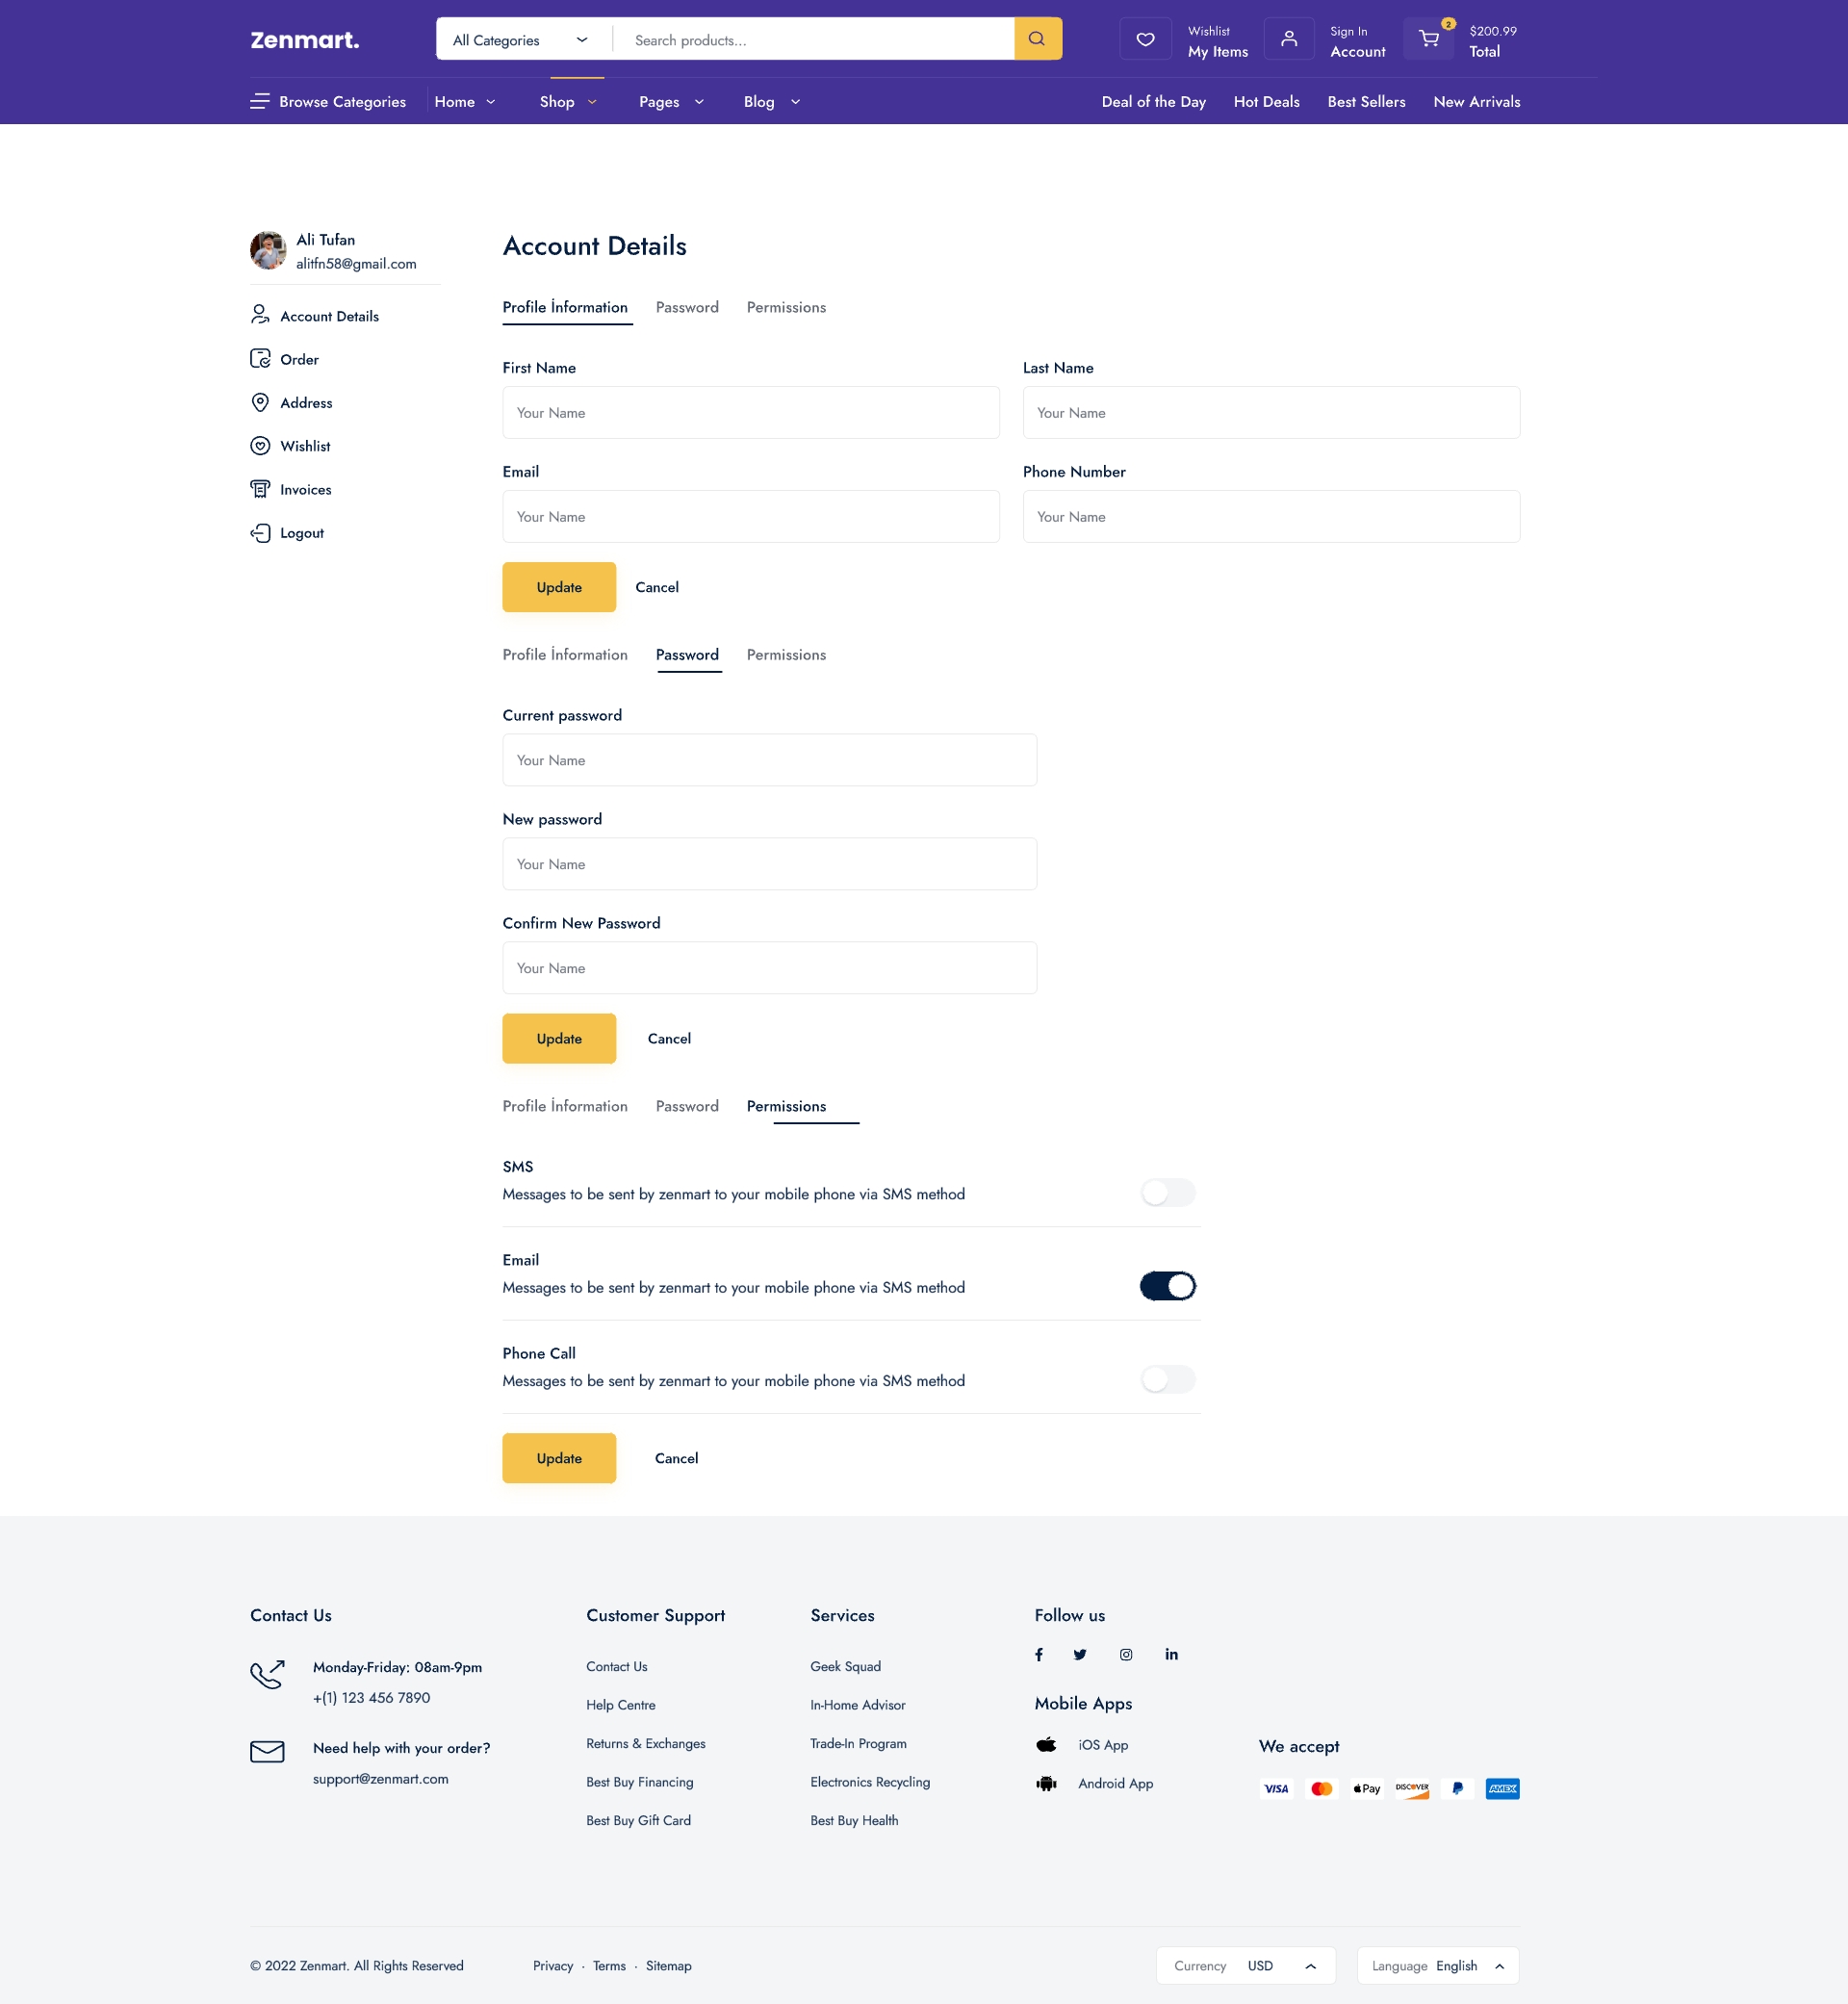 Zenmart.
All Categories
Search products...
Wishlist
My Items
Sign In
Account
2
$200.99
Total
Browse Categories
Home
Shop
Pages
Blog
Deal of the Day
Hot Deals
Best Sellers
New Arrivals
Ali Tufan
alitfn58@gmail.com
Account Details
Order
Address
Wishlist
Invoices
Logout
Account Details
Profile İnformation
Password
Permissions
First Name
Your Name
Last Name
Your Name
Email
Your Name
Phone Number
Your Name
Update
Cancel
Profile İnformation
Password
Permissions
Current password
Your Name
New password
Your Name
Confirm New Password
Your Name
Update
Cancel
Profile İnformation
Password
Permissions
SMS
Messages to be sent by zenmart to your mobile phone via SMS method
Email
Messages to be sent by zenmart to your mobile phone via SMS method
Phone Call
Messages to be sent by zenmart to your mobile phone via SMS method
Update
Cancel
Contact Us
Monday-Friday: 08am-9pm
+(1) 123 456 7890
Need help with your order?
support@zenmart.com
Customer Support
Contact Us
Help Centre
Returns & Exchanges
Best Buy Financing
Best Buy Gift Card
Services
Geek Squad
In-Home Advisor
Trade-In Program
Electronics Recycling
Best Buy Health
Follow us
Mobile Apps
iOS App
Android App
We accept
VISA
Pay
DISCOVER
AMEX
© 2022 Zenmart. All Rights Reserved
Privacy · Terms · Sitemap
Currency USD
Language English